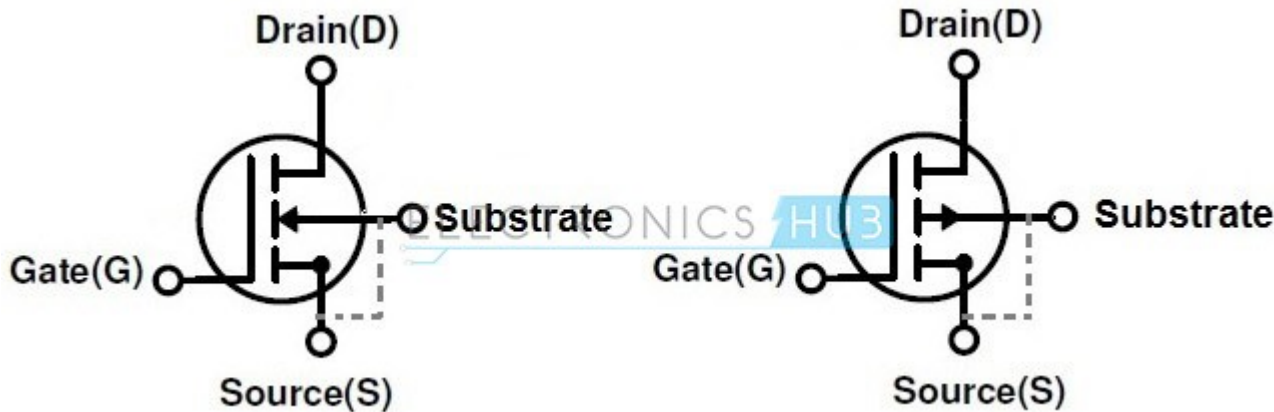 Drain(D)
Drain(D)
Substrate
ELECTRONICS HUB
Substrate
Gate(G)
Gate(G)
Source(S)
Source(S)